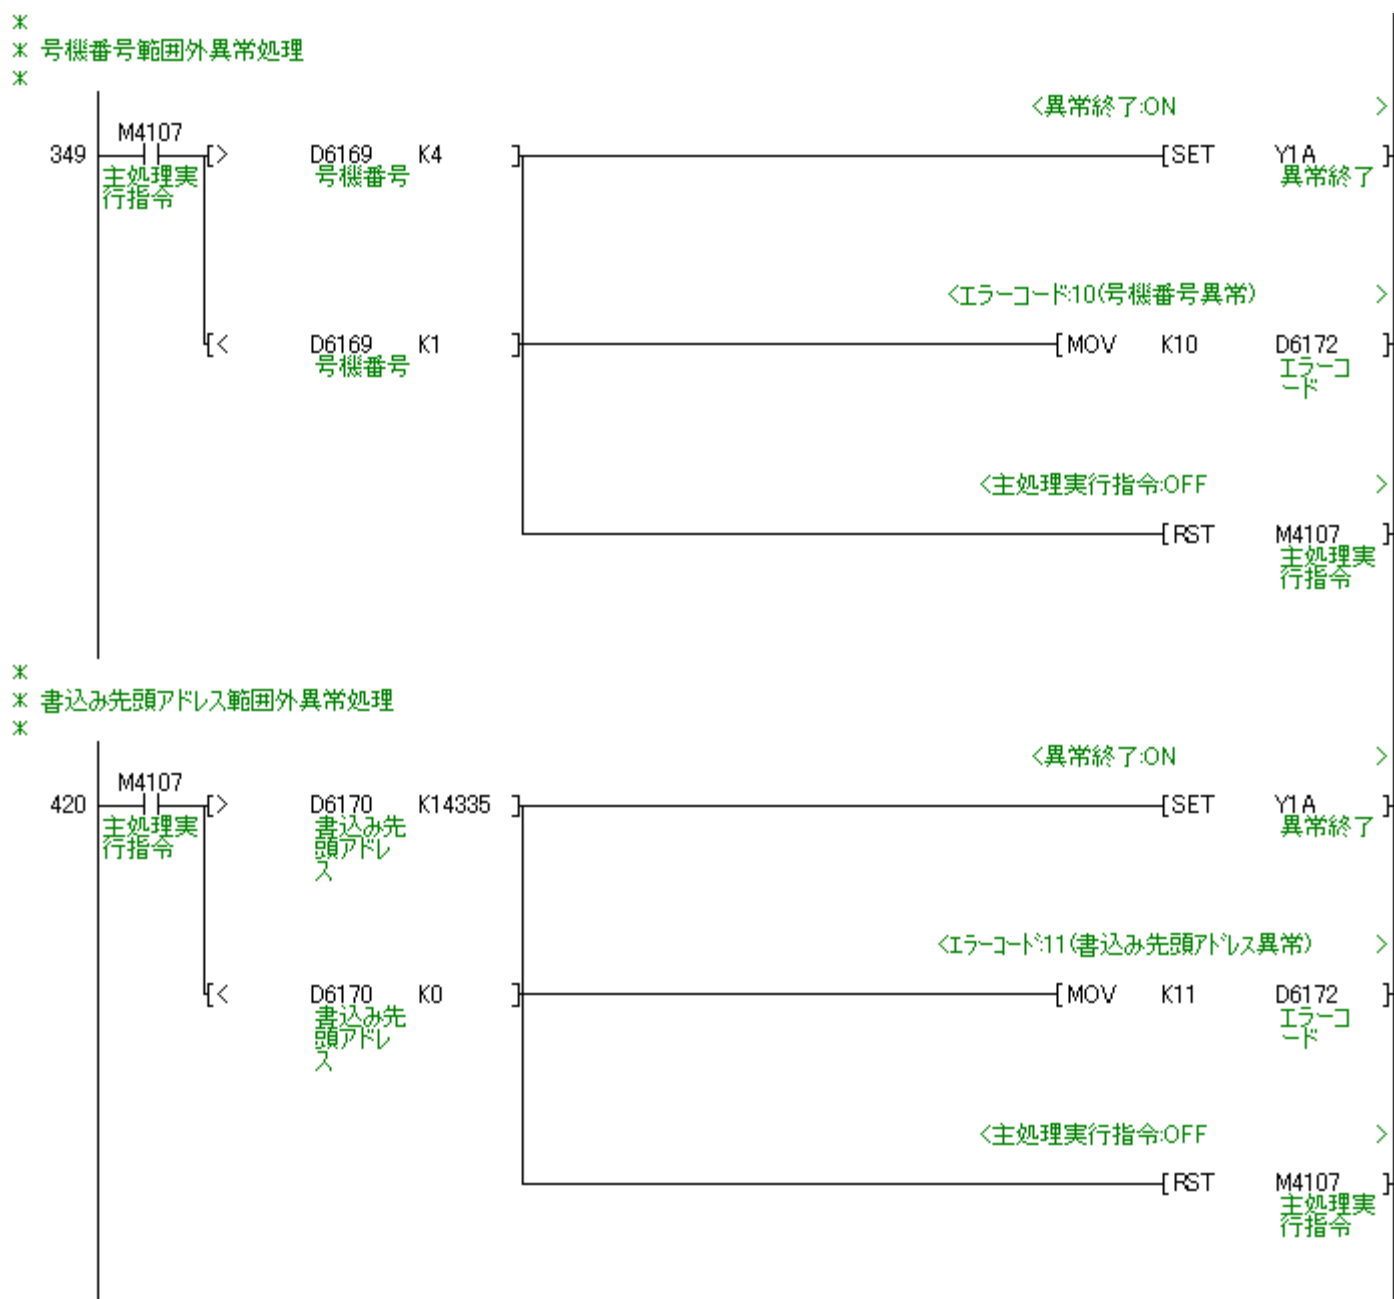 *
* 号機番号範囲外異常処理
*
<異常終了:ON >
M4107
349 [> D6169 K4 ] [SET Y1A ]
主処理実 号機番号 異常終了
行指令
<エラーコード:10(号機番号異常) >
[< D6169 K1 ] [MOV K10 D6172 ]
号機番号 エラーコ
ード
<主処理実行指令:OFF >
[RST M4107 ]
主処理実
行指令
*
* 書込み先頭アドレス範囲外異常処理
*
<異常終了:ON >
M4107
420 [> D6170 K14335 ] [SET Y1A ]
主処理実 書込み先 異常終了
行指令 頭アドレ
ス
<エラーコード:11(書込み先頭アドレス異常) >
[< D6170 K0 ] [MOV K11 D6172 ]
書込み先 エラーコ
頭アドレ ード
ス
<主処理実行指令:OFF >
[RST M4107 ]
主処理実
行指令